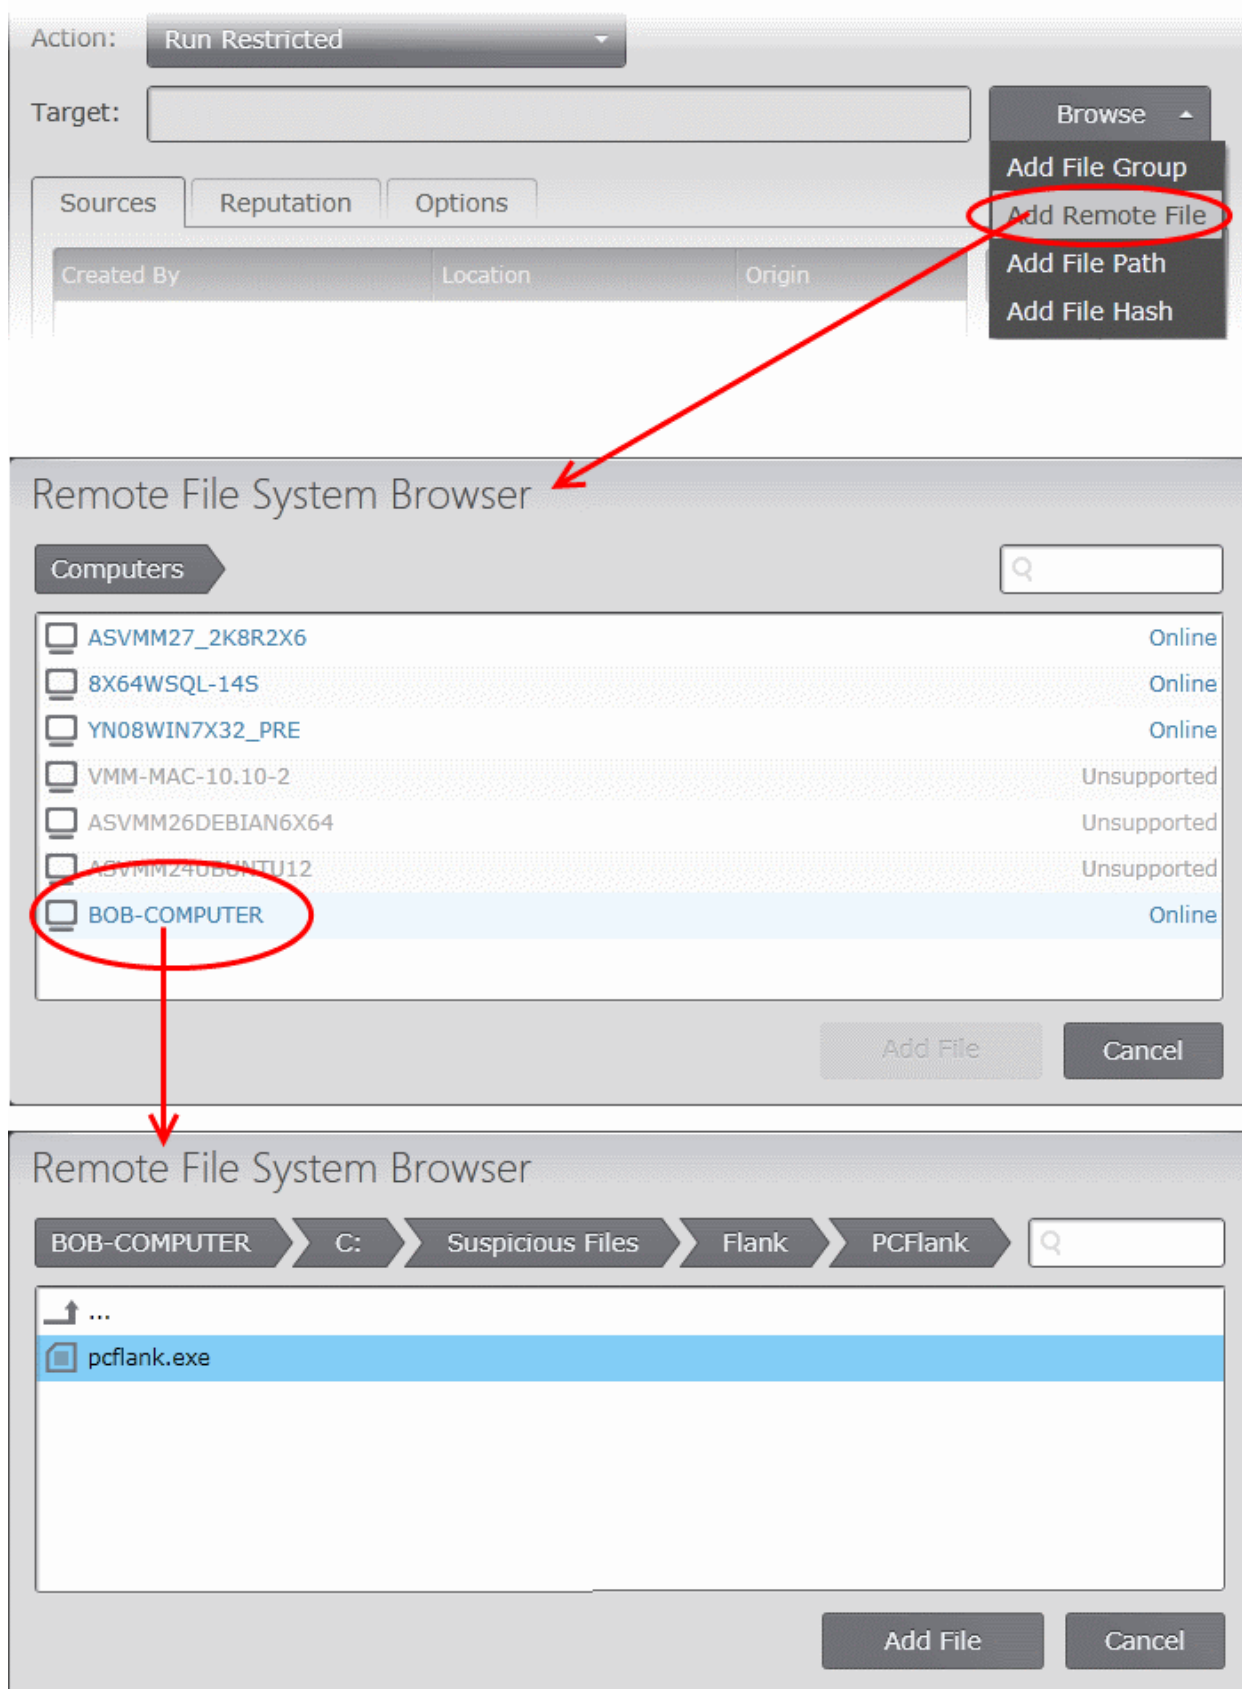 Action: Run Restricted
Target: Browse
Add File Group
Add Remote File
Add File Path
Add File Hash
Sources Reputation Options
Created By Location Origin
Remote File System Browser
Computers
ASVMM27_2K8R2X6 Online
8X64WSQL-14S Online
YN08WIN7X32_PRE Online
VMM-MAC-10.10-2 Unsupported
ASVMM26DEBIAN6X64 Unsupported
ASVMM24UBUNTU12 Unsupported
BOB-COMPUTER Online
Add File Cancel
Remote File System Browser
BOB-COMPUTER C: Suspicious Files Flank PCFlank
...
pcflank.exe
Add File Cancel